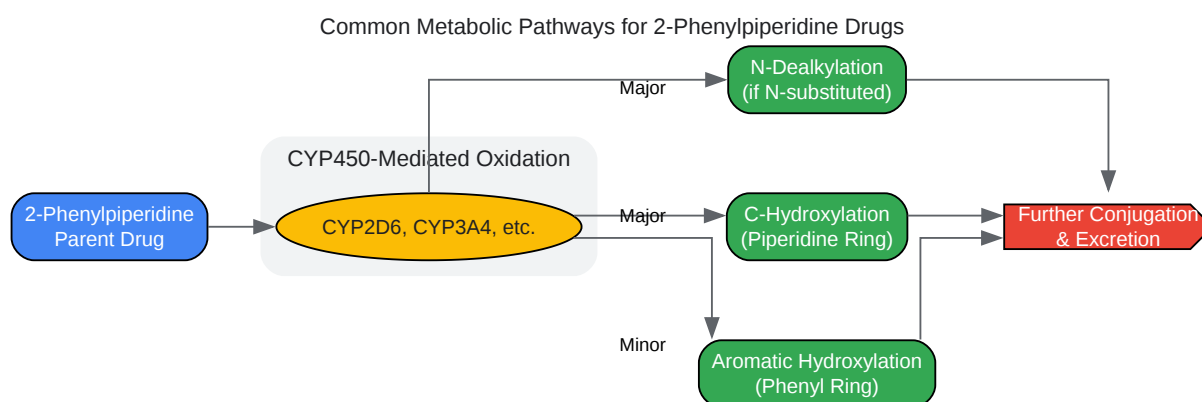 Common Metabolic Pathways for 2-Phenylpiperidine Drugs
N-Dealkylation
(if N-substituted)
Major
CYP450-Mediated Oxidation
2-Phenylpiperidine
Parent Drug
CYP2D6, CYP3A4, etc.
Major
C-Hydroxylation
(Piperidine Ring)
Further Conjugation
& Excretion
Minor
Aromatic Hydroxylation
(Phenyl Ring)